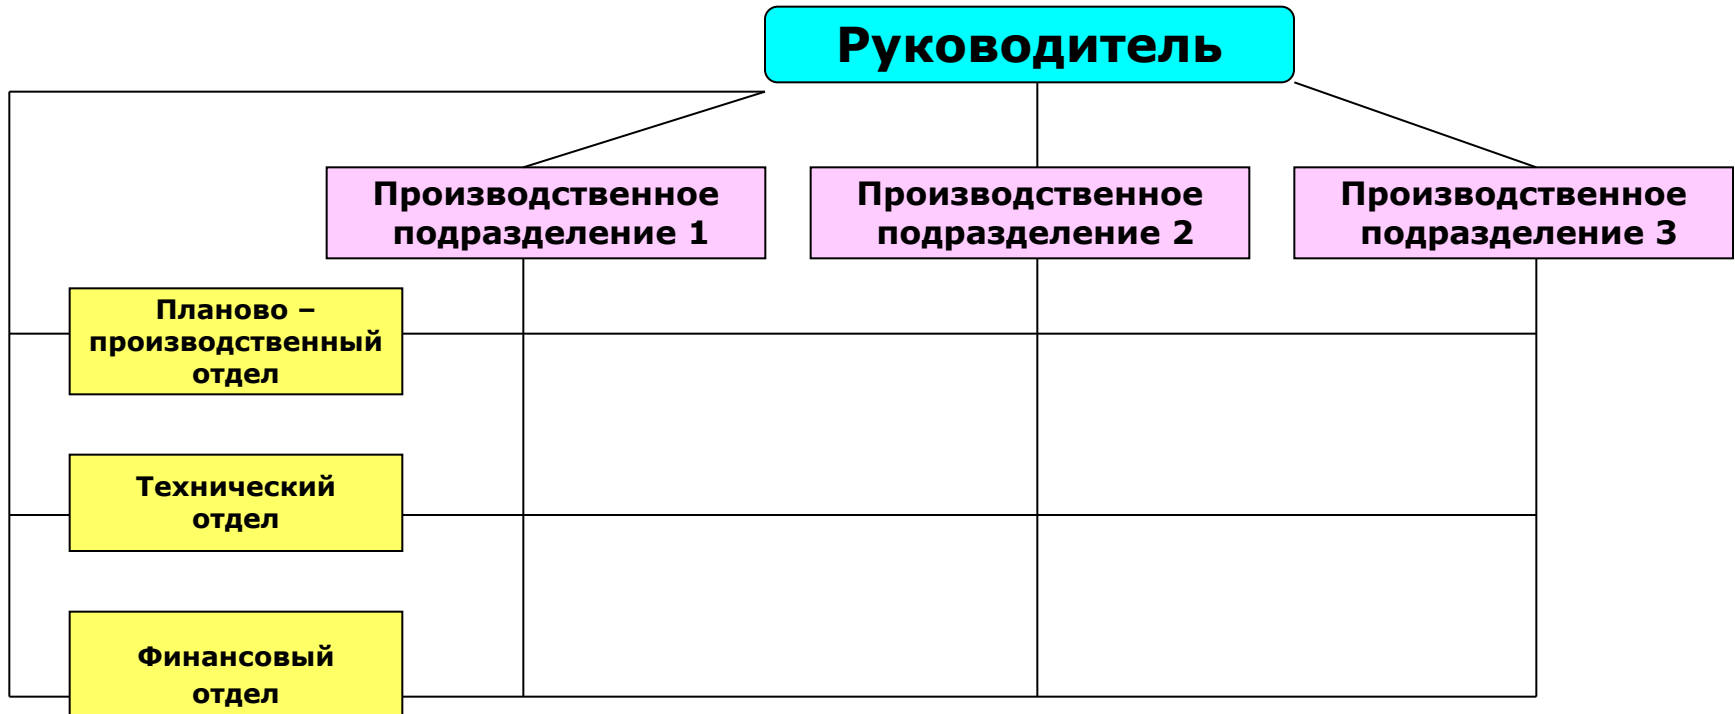 Руководитель
Производственное
подразделение 1
Производственное
подразделение 2
Производственное
подразделение 3
Планово –
производственный
отдел
Технический
отдел
Финансовый
отдел